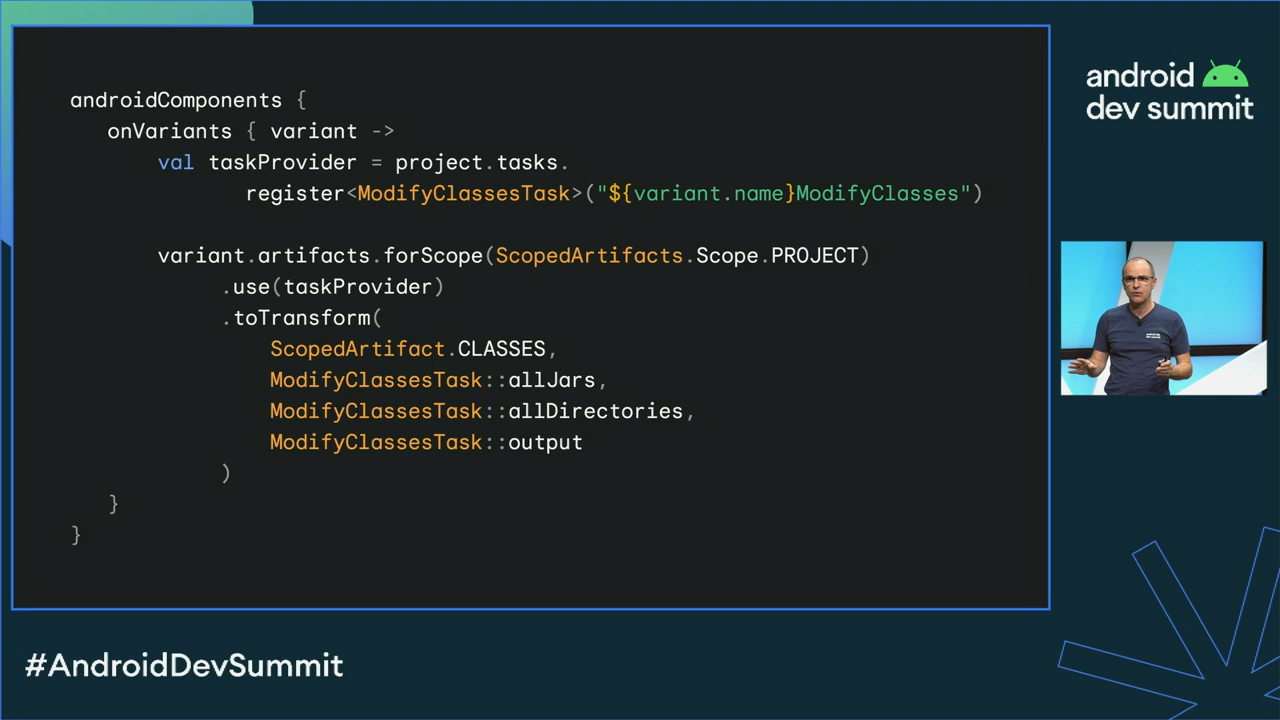 androidComponents {
onVariants { variant ->
val taskProvider = project.tasks.
register<ModifyClassesTask>("${variant.name}ModifyClasses")
variant.artifacts.forScope(ScopedArtifacts.Scope.PROJECT)
.use(taskProvider)
.toTransform(
ScopedArtifact.CLASSES,
ModifyClassesTask::allJars,
ModifyClassesTask::allDirectories,
ModifyClassesTask::output
)
}
}
android
dev summit
#AndroidDevSummit